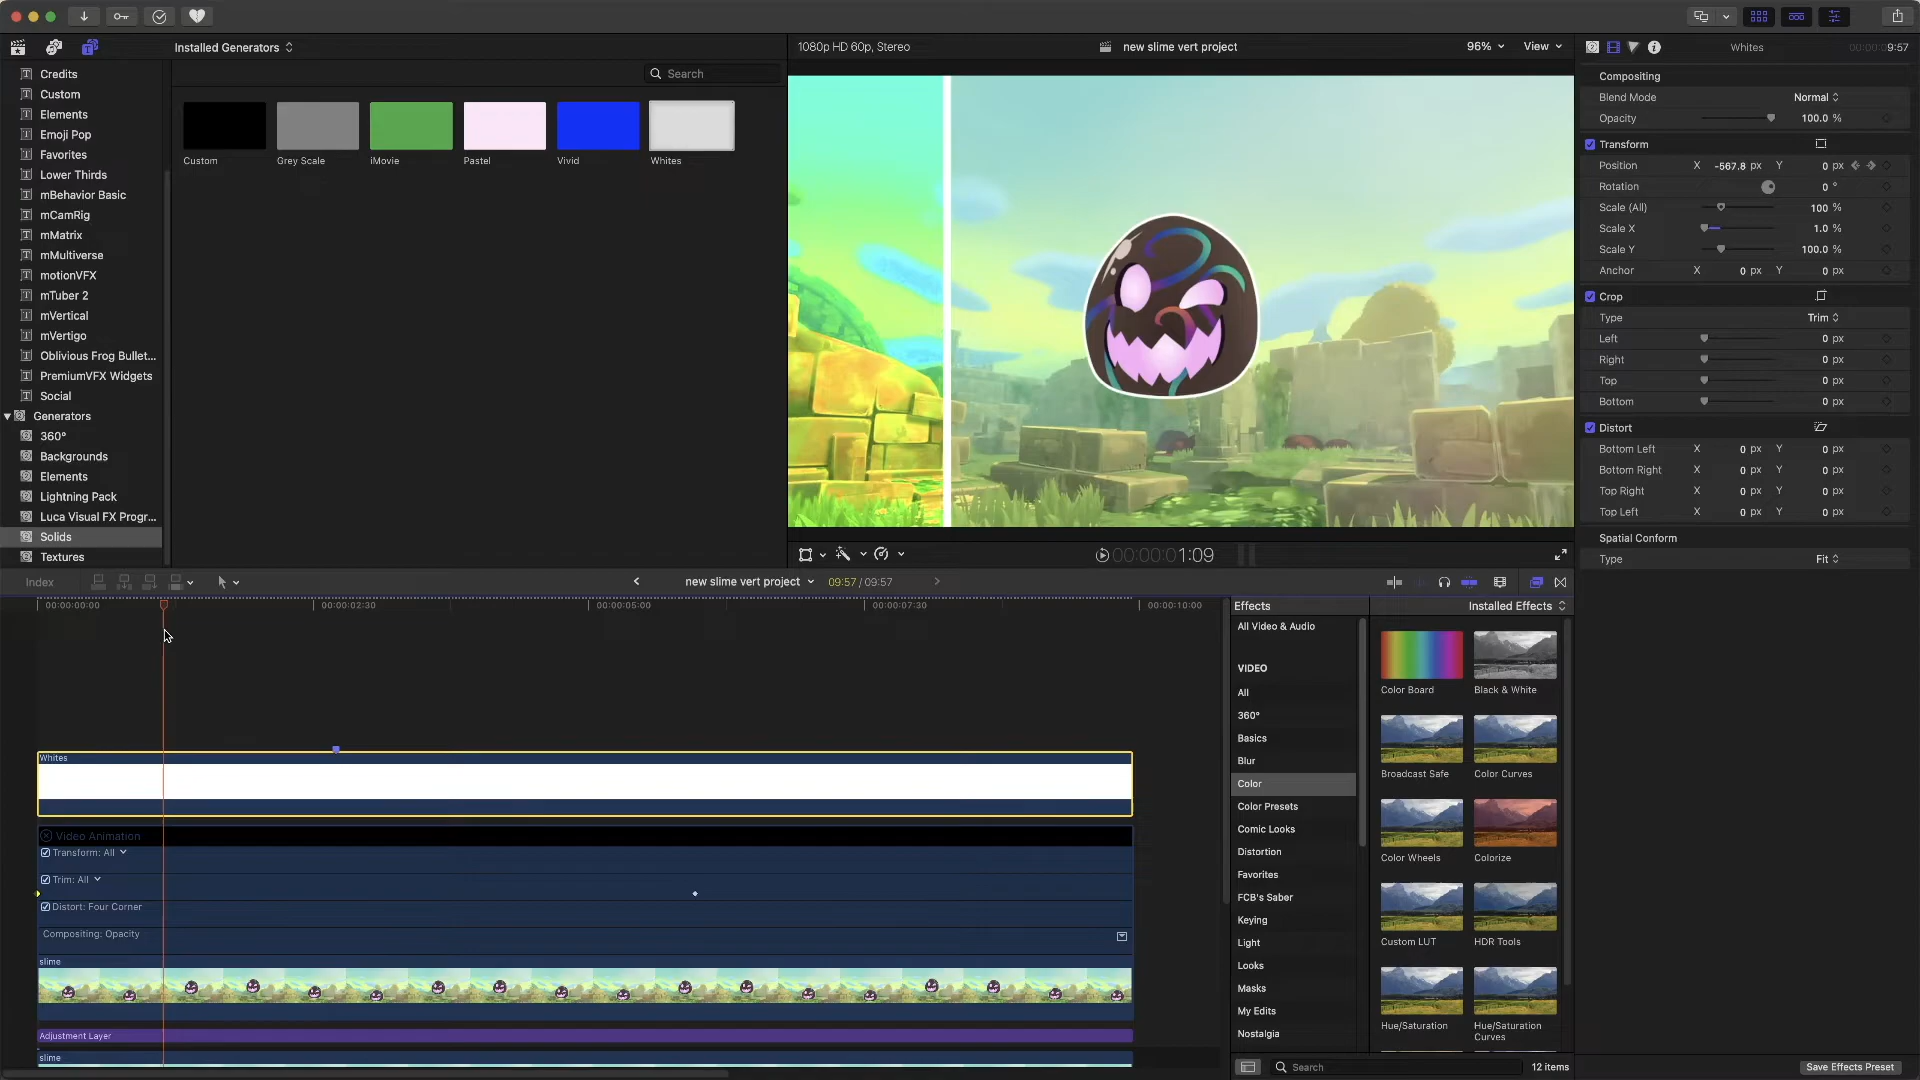 Installed Generators
1080p HD 60p, Stereo
new slime vert project
96%
View
Whites
00:00:09:57
Credits
Custom
Elements
Emoji Pop
Favorites
Lower Thirds
mBehavior Basic
mCamRig
mMatrix
mMultiverse
motionVFX
mTuber 2
mVertical
mVertigo
Oblivious Frog Bullet...
PremiumVFX Widgets
Social
Generators
360°
Backgrounds
Elements
Lightning Pack
Luca Visual FX Progr...
Solids
Textures
Search
Custom
Grey Scale
iMovie
Pastel
Vivid
Whites
Compositing
Blend Mode Normal
Opacity 100.0 %
Transform
Position X -567.8 px Y 0 px
Rotation 0 °
Scale (All) 100 %
Scale X 1.0 %
Scale Y 100.0 %
Anchor X 0 px Y 0 px
Crop
Type Trim
Left 0 px
Right 0 px
Top 0 px
Bottom 0 px
Distort
Bottom Left X 0 px Y 0 px
Bottom Right X 0 px Y 0 px
Top Right X 0 px Y 0 px
Top Left X 0 px Y 0 px
Spatial Conform
Type Fit
00:00:01:09
Index
new slime vert project
09:57 / 09:57
00:00:00:00
00:00:02:30
00:00:05:00
00:00:07:30
00:00:10:00
Whites
Video Animation
Transform: All
Trim: All
Distort: Four Corner
Compositing: Opacity
slime
Adjustment Layer
slime
Effects
Installed Effects
All Video & Audio
VIDEO
All
360°
Basics
Blur
Color
Color Presets
Comic Looks
Distortion
Favorites
FCB's Saber
Keying
Light
Looks
Masks
My Edits
Nostalgia
Color Board
Black & White
Broadcast Safe
Color Curves
Color Wheels
Colorize
Custom LUT
HDR Tools
Hue/Saturation
Hue/Saturation Curves
Search
12 items
Save Effects Preset